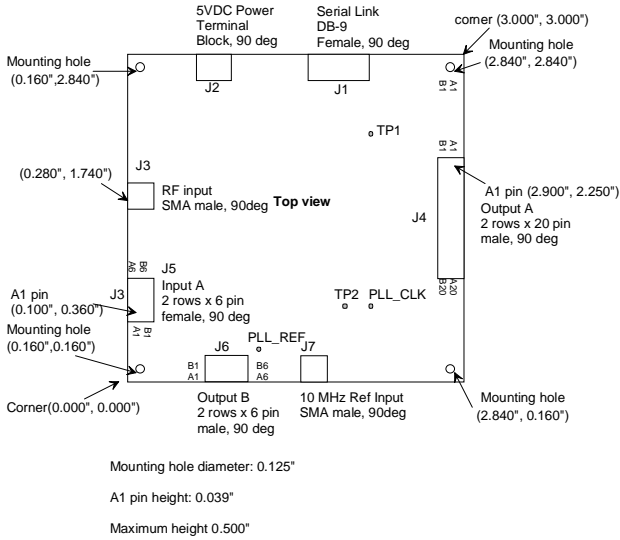 5VDC Power
Terminal
Block, 90 deg
Serial Link
DB-9
Female, 90 deg
corner (3.000", 3.000")
Mounting hole
(0.160",2.840")
Mounting hole
(2.840", 2.840")
J2
J1
B1
A1
TP1
B1
A1
J3
(0.280", 1.740")
RF input
SMA male, 90deg
Top view
J4
A1 pin (2.900", 2.250")
Output A
2 rows x 20 pin
male, 90 deg
A6
B6
J5
Input A
2 rows x 6 pin
female, 90 deg
B20
A20
A1 pin
(0.100", 0.360")
J3
TP2
PLL_CLK
Mounting hole
(0.160",0.160")
A1
B1
PLL_REF
J6
J7
B1
A1
B6
A6
Corner(0.000", 0.000")
Output B
2 rows x 6 pin
male, 90 deg
10 MHz Ref Input
SMA male, 90deg
Mounting hole
(2.840", 0.160")
Mounting hole diameter: 0.125"
A1 pin height: 0.039"
Maximum height 0.500"